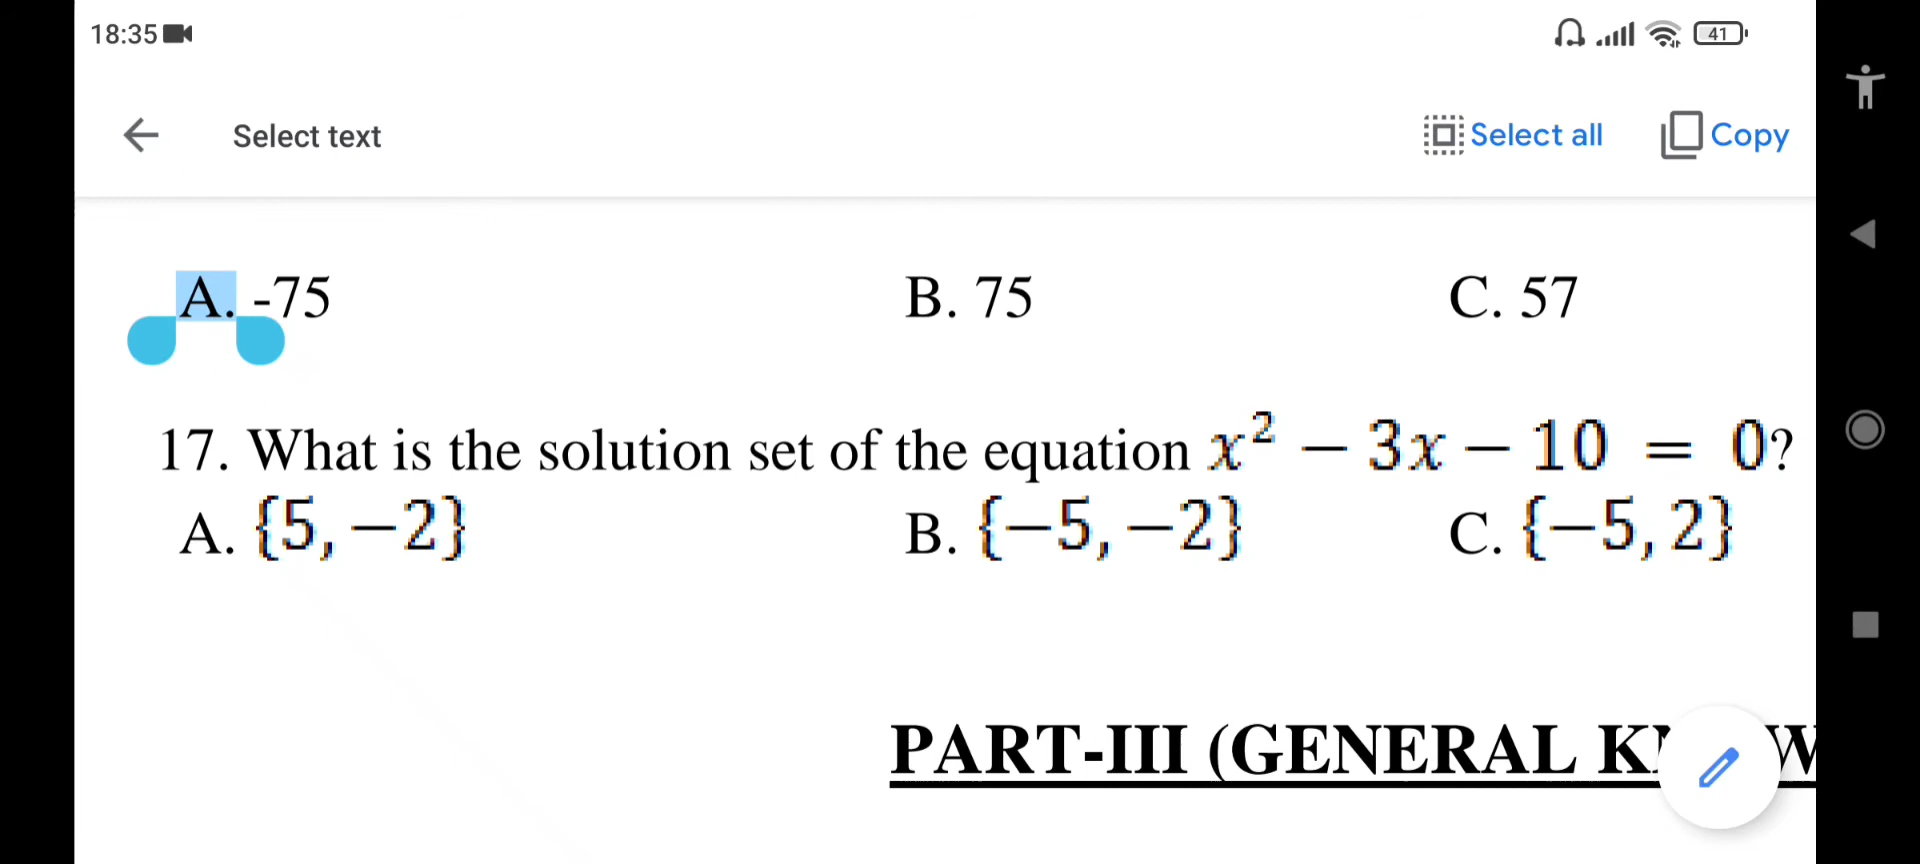 18:35
41
Select text
Select all
Copy
A. -75
B. 75
C. 57
17. What is the solution set of the equation x² − 3x − 10 = 0?
A. {5, −2}
B. {−5, −2}
C. {−5, 2}
PART-III (GENERAL